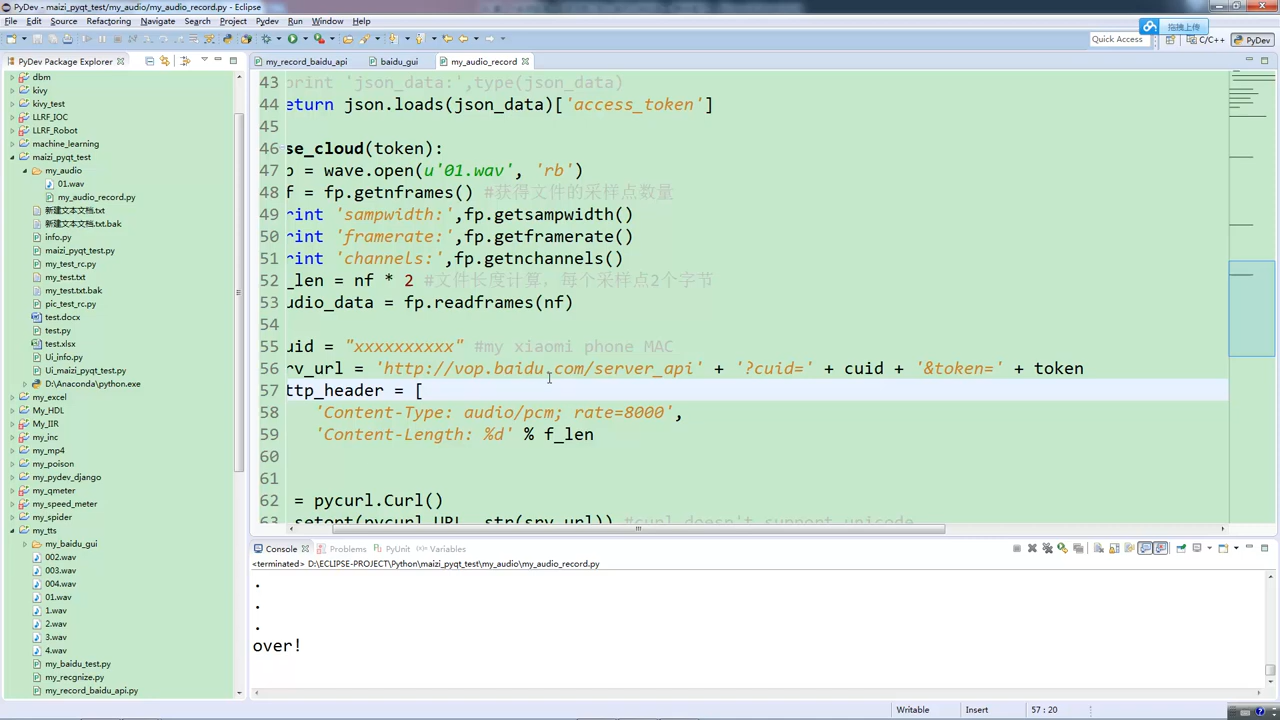 PyDev - maizi_pyqt_test/my_audio/my_audio_record.py - Eclipse
File Edit Source Refactoring Navigate Search Project Pydev Run Window Help
拖拽上传
Quick Access C/C++ PyDev
PyDev Package Explorer
dbm
kivy
kivy_test
LLRF_IOC
LLRF_Robot
machine_learning
maizi_pyqt_test
my_audio
01.wav
my_audio_record.py
新建文本文档.txt
新建文本文档.txt.bak
info.py
maizi_pyqt_test.py
my_test_rc.py
my_test.txt
my_test.txt.bak
pic_test_rc.py
test.docx
test.py
test.xlsx
Ui_info.py
Ui_maizi_pyqt_test.py
D:\Anaconda\python.exe
my_excel
My_HDL
My_IIR
my_inc
my_mp4
my_poison
my_pydev_django
my_qmeter
my_speed_meter
my_spider
my_tts
my_baidu_gui
002.wav
003.wav
004.wav
01.wav
1.wav
2.wav
3.wav
4.wav
my_baidu_test.py
my_recgnize.py
my_record_baidu_api.py
my_record_baidu_api baidu_gui my_audio_record
43 print 'json_data:',type(json_data)
44 eturn json.loads(json_data)['access_token']
45
46 se_cloud(token):
47 p = wave.open(u'01.wav', 'rb')
48 f = fp.getnframes() #获得文件的采样点数量
49 rint 'sampwidth:',fp.getsampwidth()
50 rint 'framerate:',fp.getframerate()
51 rint 'channels:',fp.getnchannels()
52 _len = nf * 2 #文件长度计算，每个采样点2个字节
53 udio_data = fp.readframes(nf)
54
55 uid = "xxxxxxxxxx" #my xiaomi phone MAC
56 rv_url = 'http://vop.baidu.com/server_api' + '?cuid=' + cuid + '&token=' + token
57 ttp_header = [
58 'Content-Type: audio/pcm; rate=8000',
59 'Content-Length: %d' % f_len
60
61
62 = pycurl.Curl()
63 .setopt(pycurl.URL, str(srv_url)) #curl doesn't support unicode
Console Problems PyUnit Variables
<terminated> D:\ECLIPSE-PROJECT\Python\maizi_pyqt_test\my_audio\my_audio_record.py
.
.
.
over!
Writable Insert 57 : 20